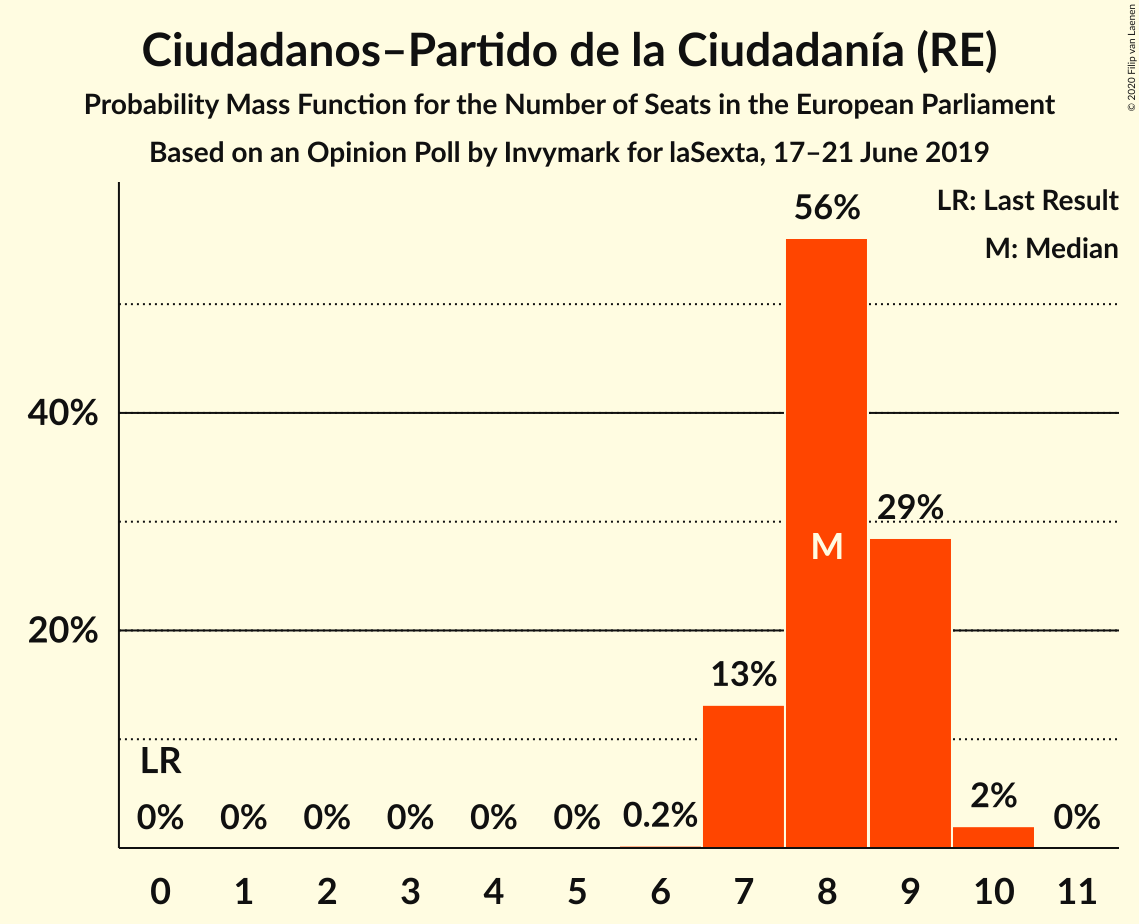 Ciudadanos–Partido de la Ciudadanía (RE)
Probability Mass Function for the Number of Seats in the European Parliament
Based on an Opinion Poll by Invymark for laSexta, 17–21 June 2019
© 2020 Filip van Laenen
LR: Last Result
M: Median
56%
40%
29%
M
20%
13%
LR
0% 0% 0% 0% 0% 0% 0.2% 2% 0%
0 1 2 3 4 5 6 7 8 9 10 11